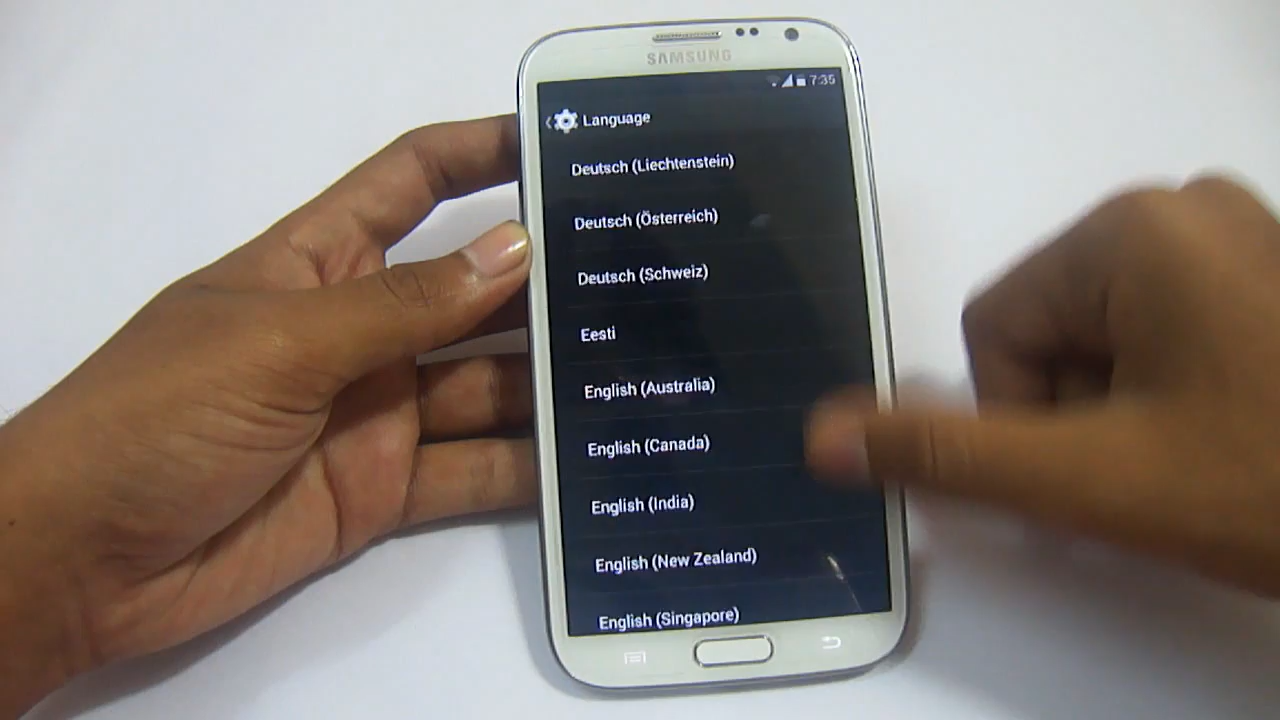 SAMSUNG
7:35
Language
Deutsch (Liechtenstein)
Deutsch (Österreich)
Deutsch (Schweiz)
Eesti
English (Australia)
English (Canada)
English (India)
English (New Zealand)
English (Singapore)